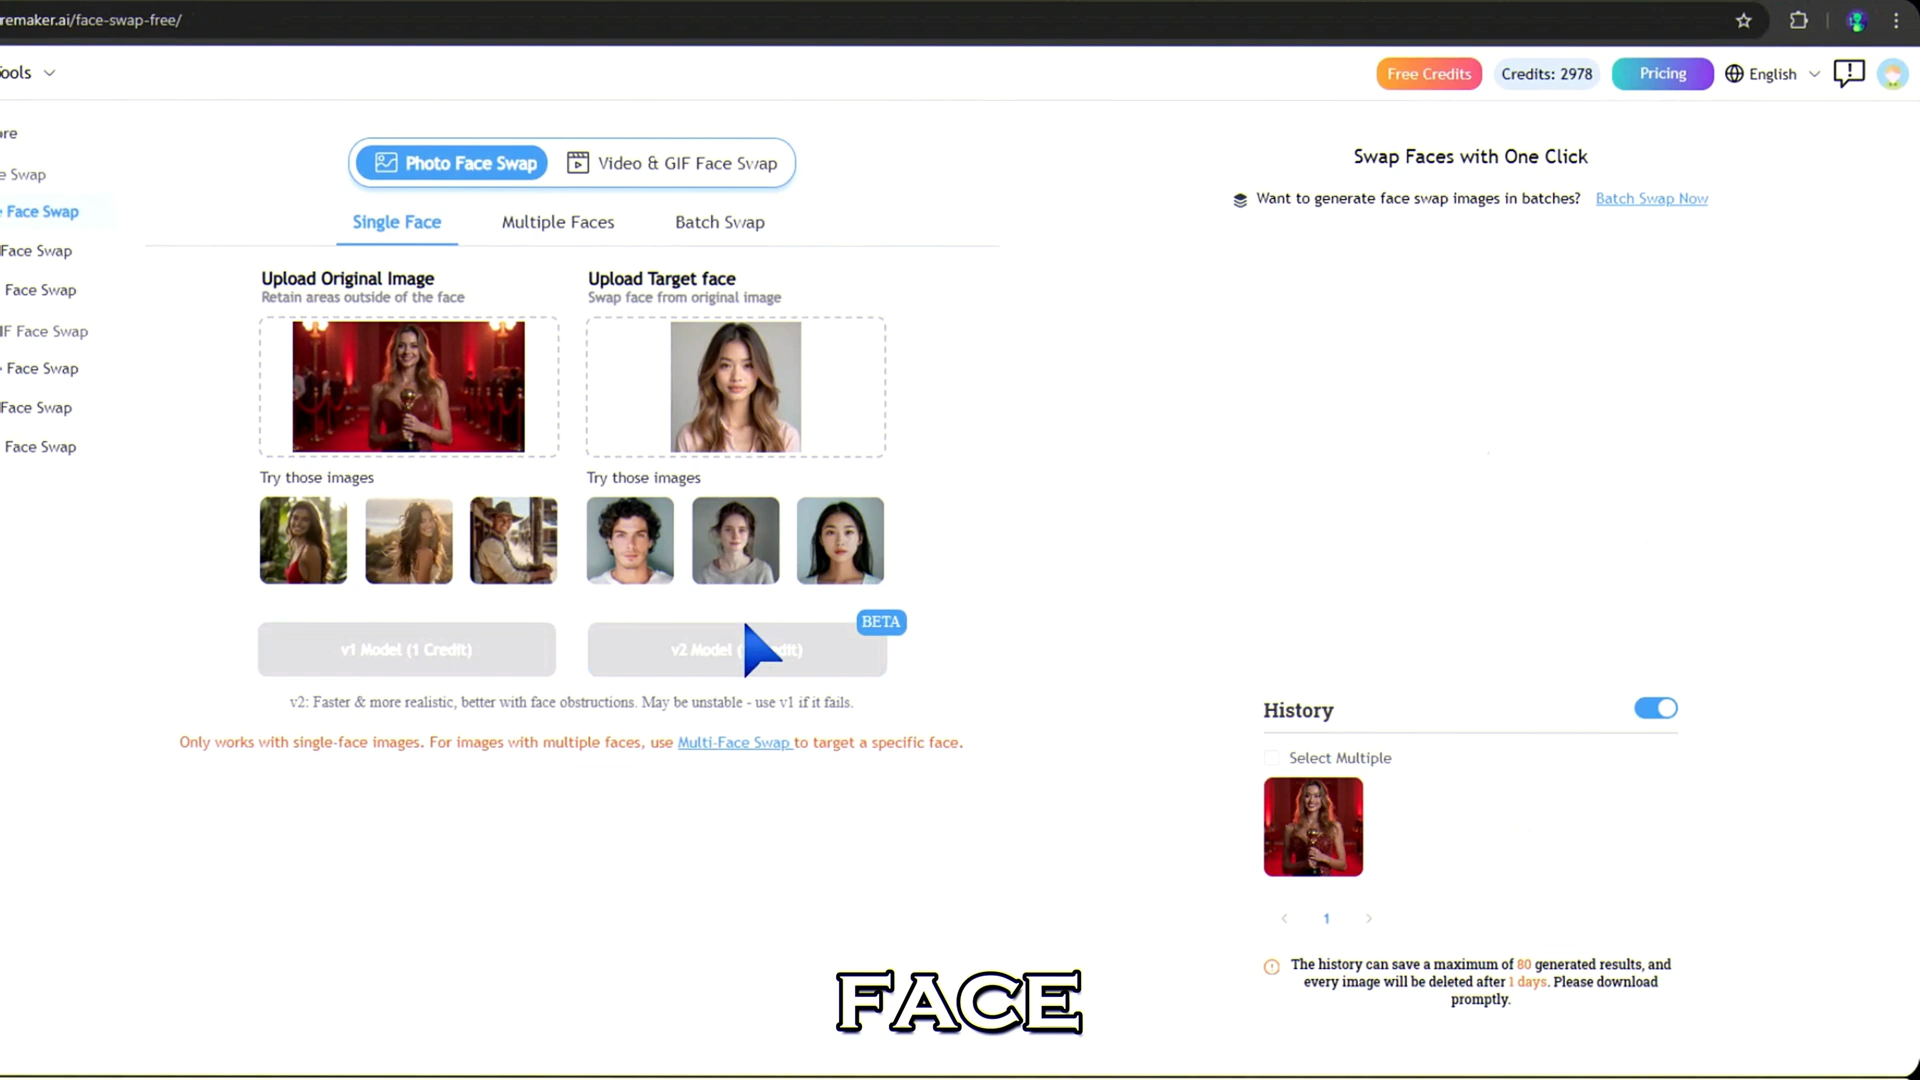 remaker.ai/face-swap-free/
Tools
Free Credits
Credits: 2978
Pricing
English
Swap
Face Swap
Face Swap
Face Swap
IF Face Swap
Face Swap
Face Swap
Face Swap
Photo Face Swap
Video & GIF Face Swap
Single Face
Multiple Faces
Batch Swap
Upload Original Image
Retain areas outside of the face
Upload Target face
Swap face from original image
Try those images
Try those images
v1 Model (1 Credit)
v2 Model
BETA
v2: Faster & more realistic, better with face obstructions. May be unstable - use v1 if it fails.
Only works with single-face images. For images with multiple faces, use Multi-Face Swap to target a specific face.
Swap Faces with One Click
Want to generate face swap images in batches? Batch Swap Now
History
Select Multiple
1
The history can save a maximum of 80 generated results, and
every image will be deleted after 1 days. Please download
promptly.
FACE